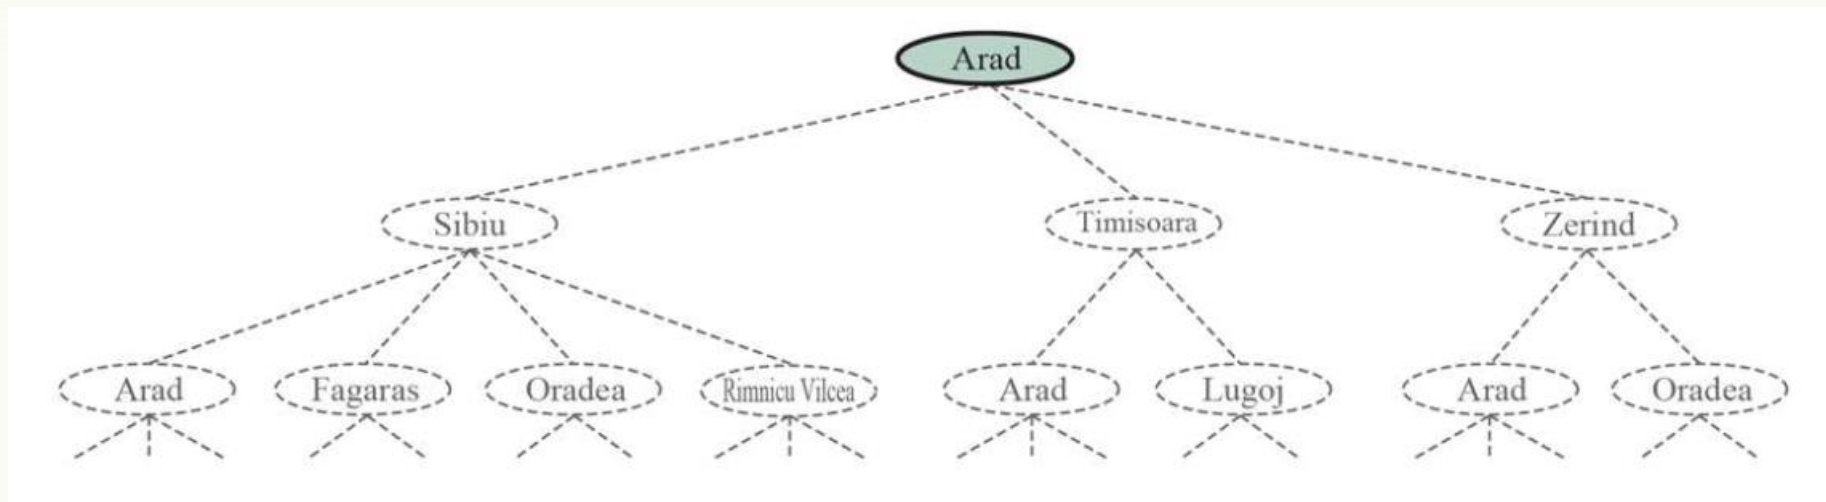 Arad
Sibiu
Timisoara
Zerind
Arad
Fagaras
Oradea
Rimnicu Vilcea
Arad
Lugoj
Arad
Oradea